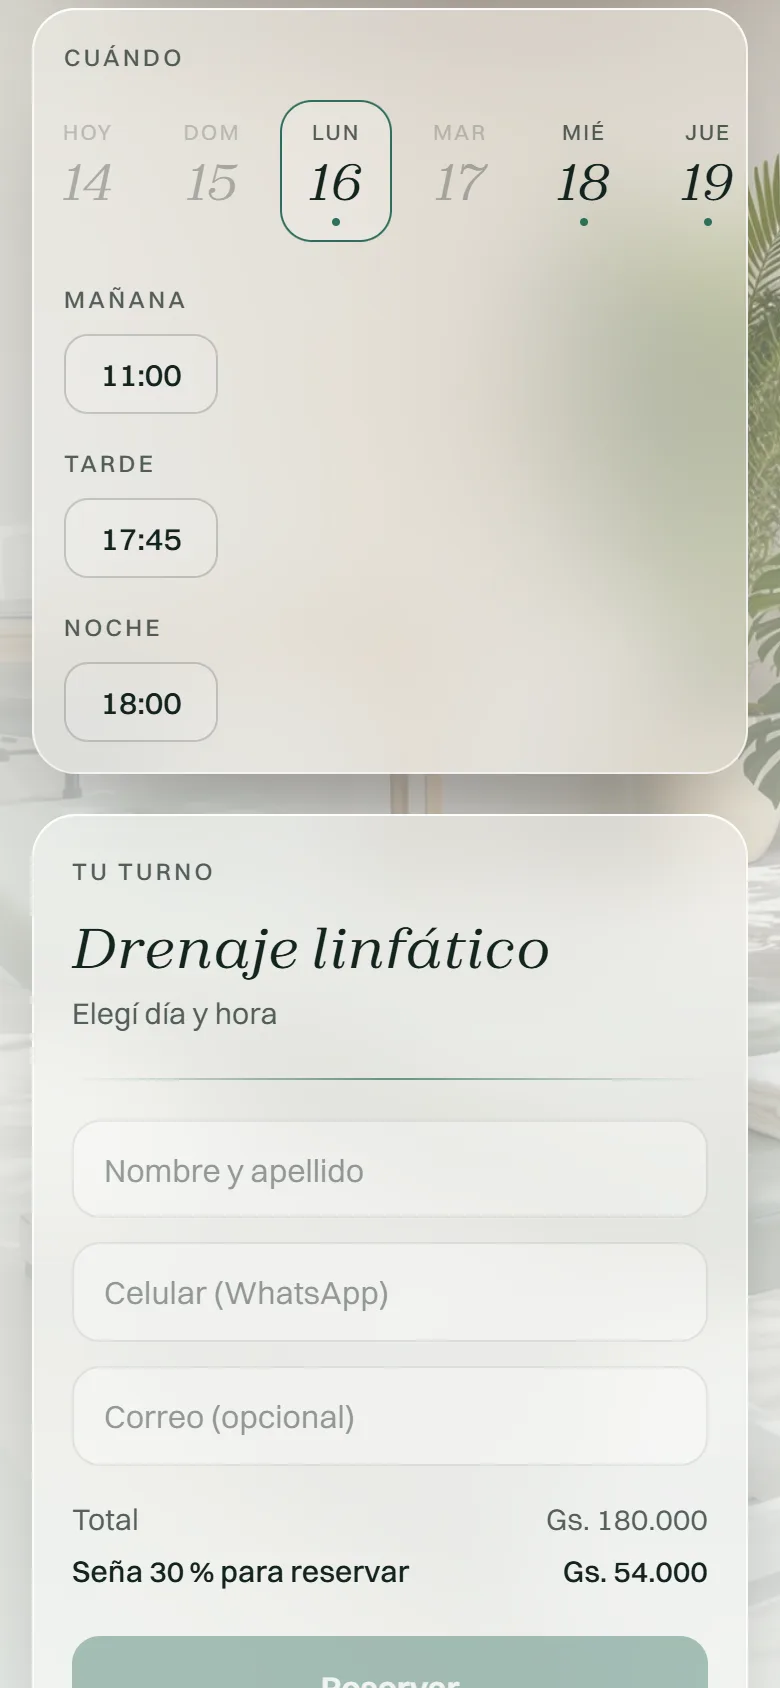 CUÁNDO
HOY DOM LUN MAR MIÉ JUE
14 15 16 17 18 19
MAÑANA
11:00
TARDE
17:45
NOCHE
18:00
TU TURNO
Drenaje linfático
Elegí día y hora
Nombre y apellido
Celular (WhatsApp)
Correo (opcional)
Total Gs. 180.000
Seña 30 % para reservar Gs. 54.000